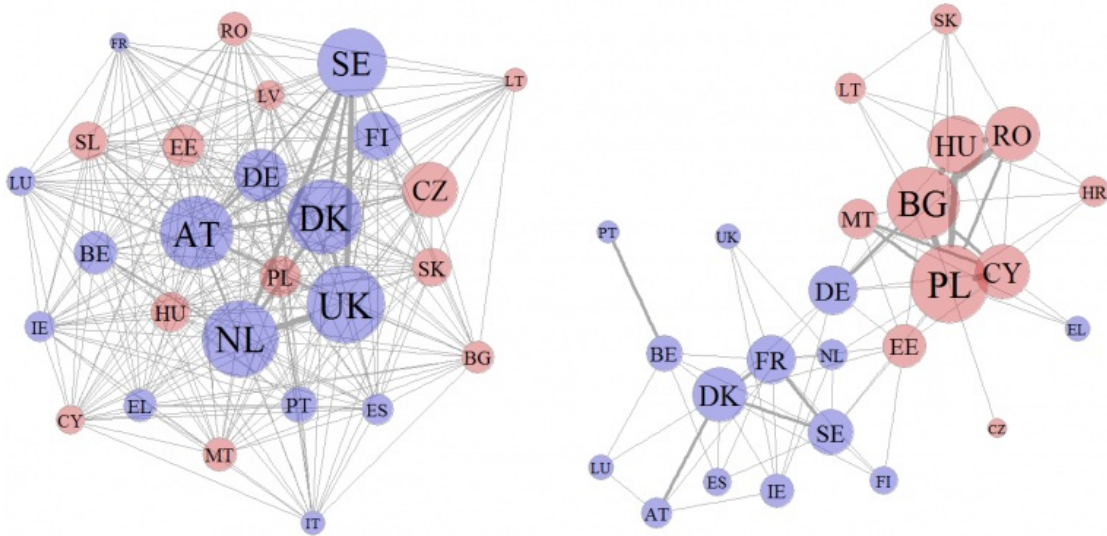 FR
RO
SE
LT
LV
SL
EE
FI
LU
DE
CZ
AT
DK
BE
PL
SK
HU
UK
IE
NL
BG
CY
EL
PT
ES
MT
IT
SK
LT
HU
RO
BG
HR
MT
PT
UK
DE
PL
CY
EL
BE
FR
NL
EE
DK
SE
CZ
LU
ES
IE
FI
AT